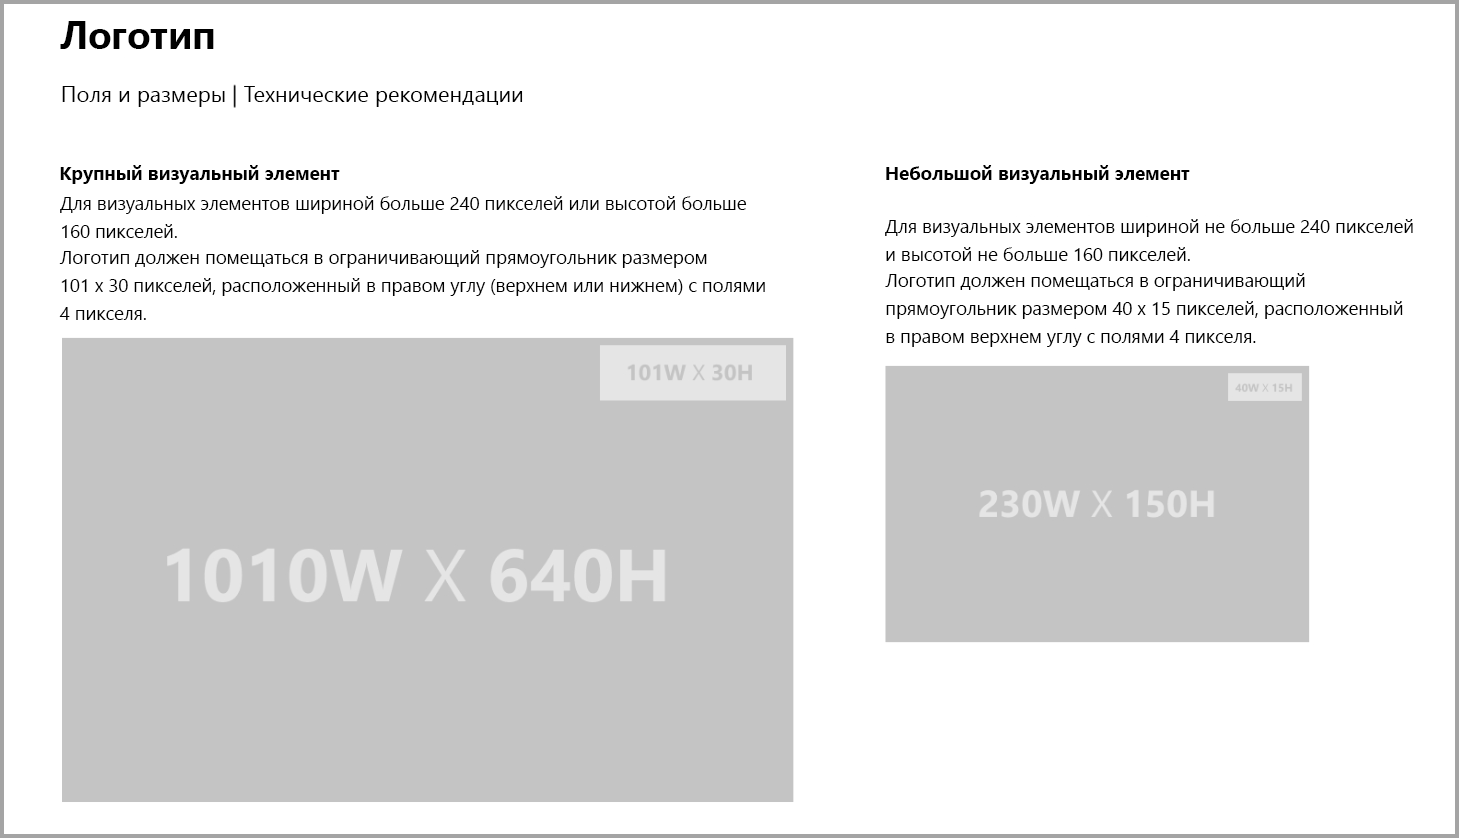 Логотип
Поля и размеры | Технические рекомендации
Крупный визуальный элемент
Для визуальных элементов шириной больше 240 пикселей или высотой больше
160 пикселей.
Логотип должен помещаться в ограничивающий прямоугольник размером
101 x 30 пикселей, расположенный в правом углу (верхнем или нижнем) с полями
4 пикселя.
101W X 30H
1010W X 640H
Небольшой визуальный элемент
Для визуальных элементов шириной не больше 240 пикселей
и высотой не больше 160 пикселей.
Логотип должен помещаться в ограничивающий
прямоугольник размером 40 x 15 пикселей, расположенный
в правом верхнем углу с полями 4 пикселя.
40W X 15H
230W X 150H